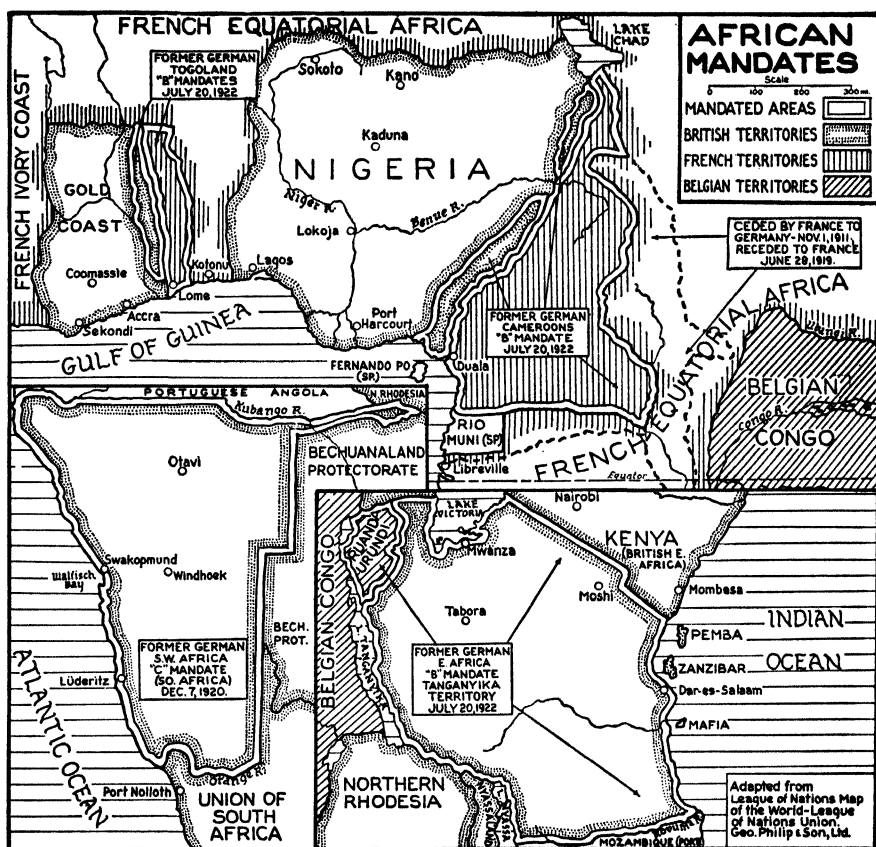 FRENCH EQUATORIAL AFRICA
LAKE
CHAD
AFRICAN
MANDATES
Scale
0 100 200 300 m.
MANDATED AREAS
BRITISH TERRITORIES
FRENCH TERRITORIES
BELGIAN TERRITORIES
FORMER GERMAN
TOGOLAND
"B" MANDATES
JULY 20, 1922
Sokoto
Kano
Kaduna
NIGERIA
FRENCH IVORY COAST
GOLD
COAST
Niger R.
Benue R.
Lokoja
Coomassie
Kotonu
Lagos
Lome
Accra
Sekondi
Port
Harcourt
GULF OF GUINEA
FERNANDO PO
(SP.)
Duala
FORMER GERMAN
CAMEROONS
"B" MANDATE
JULY 20, 1922
CEDED BY FRANCE TO
GERMANY-NOV. 1, 1911,
RECEDED TO FRANCE
JUNE 28, 1919.
FRENCH EQUATORIAL AFRICA
Ubangi R.
BELGIAN
Congo R.
CONGO
RIO
MUNI (SP)
Libreville
Equator
PORTUGUESE ANGOLA
N. RHODESIA
Kubango R.
BECHUANALAND
PROTECTORATE
Otavi
Swakopmund
Walfisch
Bay
Windhoek
BECH.
PROT.
FORMER GERMAN
S.W. AFRICA
"C" MANDATE
(SO. AFRICA)
DEC. 7, 1920.
Lüderitz
ATLANTIC OCEAN
Orange R.
Port Nolloth
UNION OF
SOUTH
AFRICA
LAKE
VICTORIA
Nairobi
KENYA
(BRITISH E.
AFRICA)
RUANDA
URUNDI
Mwanza
BELGIAN CONGO
Moshi
Mombasa
Tabora
INDIAN
OCEAN
PEMBA
ZANZIBAR
TANGANYIKA
FORMER GERMAN
E. AFRICA
"B" MANDATE
TANGANYIKA
TERRITORY
JULY 20, 1922
Dar-es-Salaam
MAFIA
NORTHERN
RHODESIA
NYASALAND
NYASSA
Rovuma R.
MOZAMBIQUE (PORT.)
Adapted from
League of Nations Map
of the World-League
of Nations Union.
Geo. Philip & Son, Ltd.